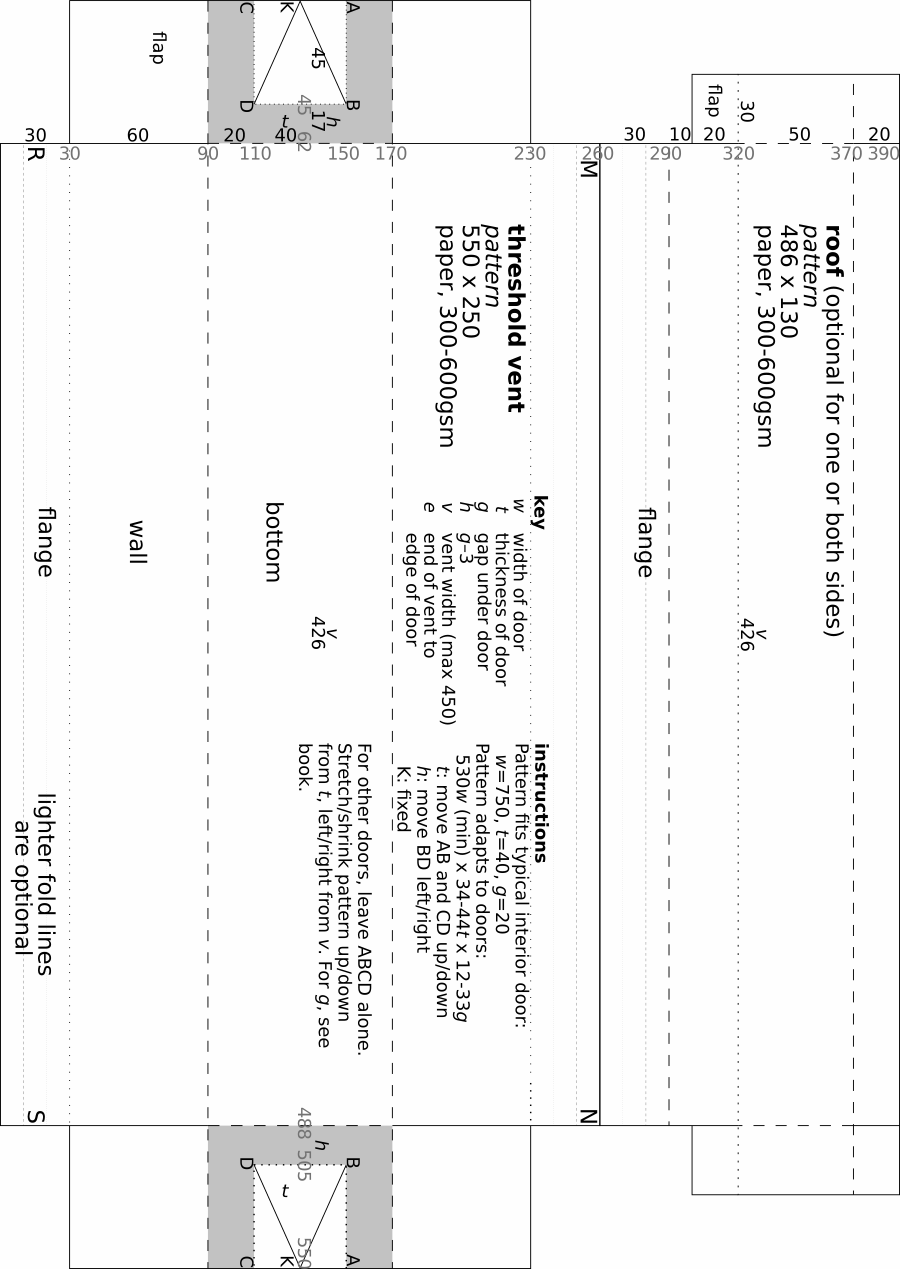 C
K
A
flap
45
D
B
45
17
h
t
62
30
60
20
40
30
10
20
50
20
R
30
90
110
150
170
230
260
290
320
370
390
M
flap
30
roof (optional for one or both sides)
pattern
486 x 130
paper, 300-600gsm
threshold vent
pattern
550 x 250
paper, 300-600gsm
key
w width of door
t thickness of door
g gap under door
h g–3
v vent width (max 450)
e end of vent to
edge of door
flange
wall
bottom
flange
v
426
v
426
instructions
Pattern fits typical interior door:
w=750, t=40, g=20
Pattern adapts to doors:
530w (min) x 34-44t x 12-33g
t: move AB and CD up/down
h: move BD left/right
K: fixed
For other doors, leave ABCD alone.
Stretch/shrink pattern up/down
from t, left/right from v. For g, see
book.
lighter fold lines
are optional
S
N
488
h
505
D
B
t
550
C
K
A